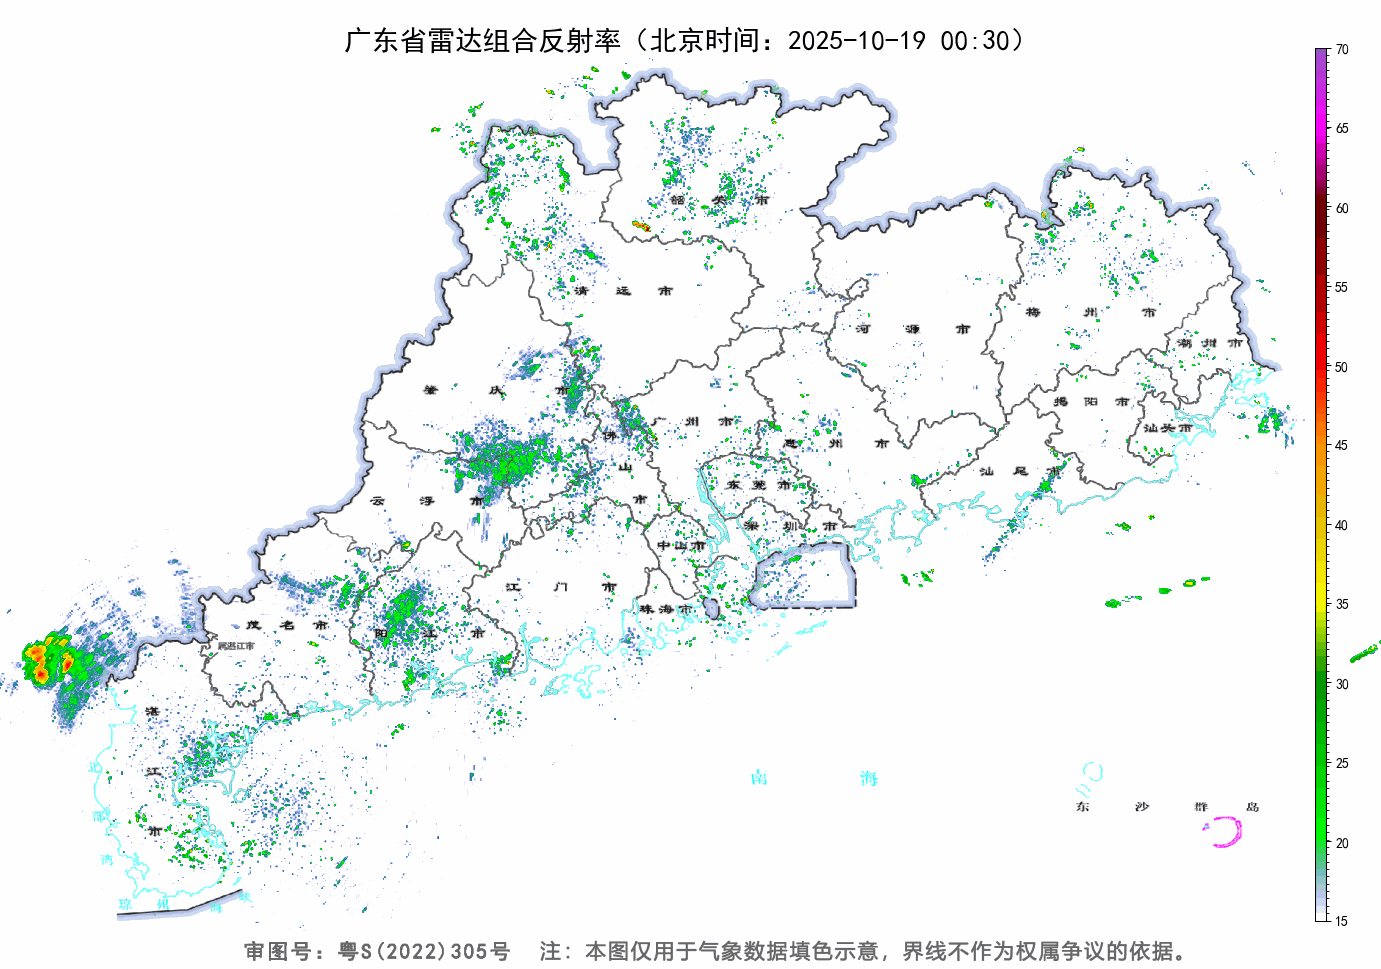 广东省雷达组合反射率（北京时间：2025-10-19 00:30）
70
65
60
55
50
45
40
35
30
25
20
15
韶关市
清远市
河源市
梅州市
潮州市
肇庆市
揭阳市
汕头市
广州市
佛山市
惠州市
云浮市
东莞市
汕尾市
深圳市
中山市
江门市
珠海市
茂名市
阳江市
属湛江市
湛江市
南海
东沙群岛
北部湾
琼州海峡
审图号：粤S(2022)305号 注：本图仅用于气象数据填色示意，界线不作为权属争议的依据。